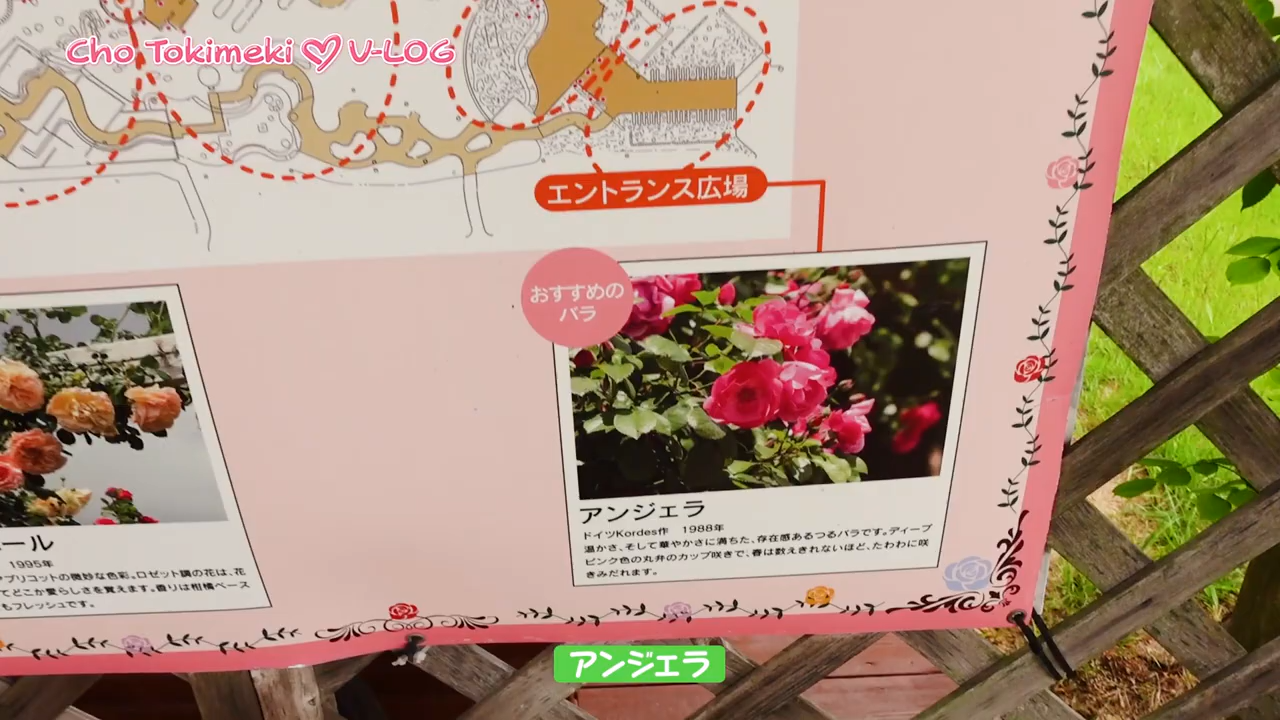 Cho Tokimeki ♡ V-LOG
エントランス広場
おすすめの
バラ
アンジェラ
ドイツKordes作 1988年
温かさ、そして華やかさに満ちた、存在感あるつるバラです。ディープ
ピンク色の丸弁のカップ咲きで、春は数えきれないほど、たわわに咲
きみだれます。
ール
1995年
アプリコットの微妙な色彩。ロゼット調の花は、花
てどこか愛らしさを覚えます。香りは柑橘ベース
もフレッシュです。
アンジェラ